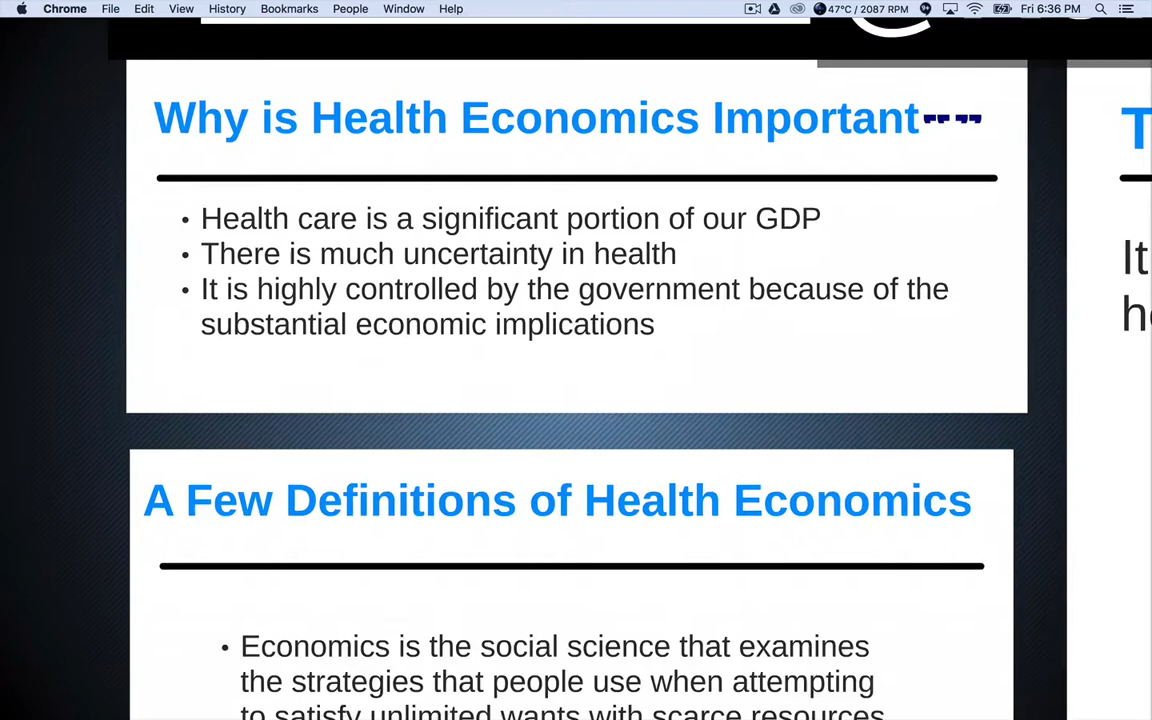 Chrome File Edit View History Bookmarks People Window Help 47°C / 2087 RPM Fri 6:36 PM
Why is Health Economics Important
• Health care is a significant portion of our GDP
• There is much uncertainty in health
• It is highly controlled by the government because of the
substantial economic implications
A Few Definitions of Health Economics
• Economics is the social science that examines
the strategies that people use when attempting
to satisfy unlimited wants with scarce resources
It